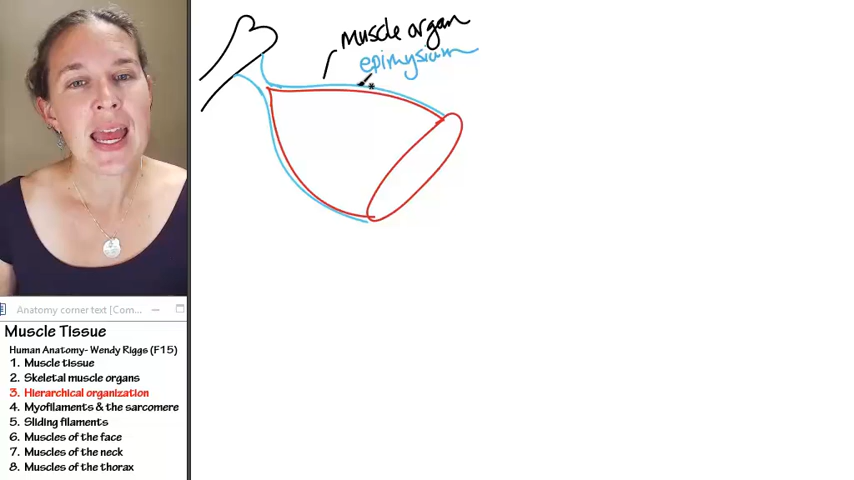 muscle organ
epimysium
*
Anatomy corner text [Com...
Muscle Tissue
Human Anatomy- Wendy Riggs (F15)
1. Muscle tissue
2. Skeletal muscle organs
3. Hierarchical organization
4. Myofilaments & the sarcomere
5. Sliding filaments
6. Muscles of the face
7. Muscles of the neck
8. Muscles of the thorax